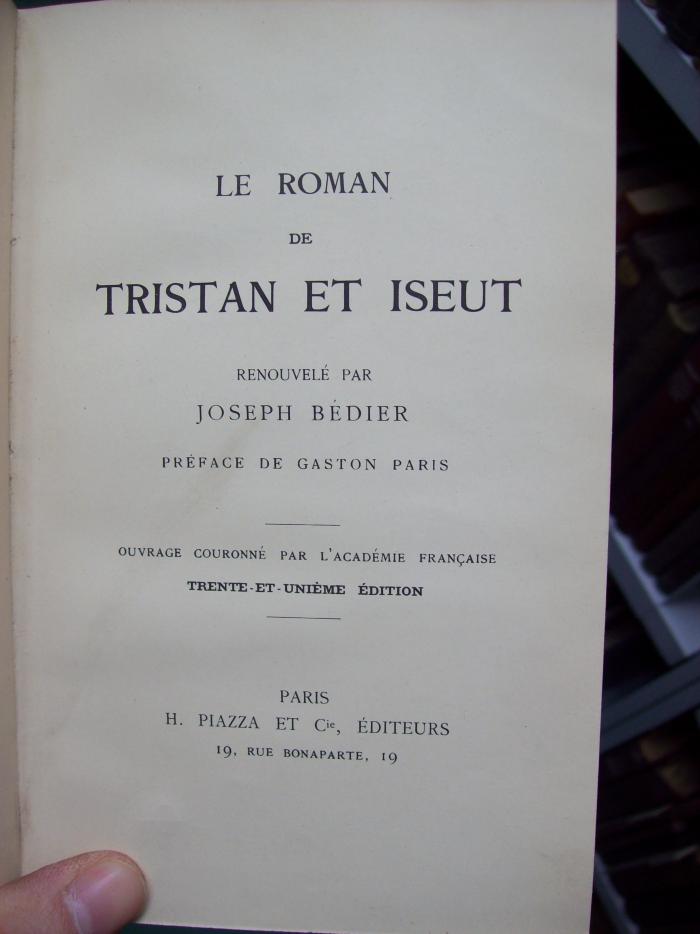 LE ROMAN
DE
TRISTAN ET ISEUT
RENOUVELÉ PAR
JOSEPH BÉDIER
PRÉFACE DE GASTON PARIS
OUVRAGE COURONNÉ PAR L'ACADÉMIE FRANÇAISE
TRENTE-ET-UNIÈME ÉDITION
PARIS
H. PIAZZA ET Cie, ÉDITEURS
19, RUE BONAPARTE, 19